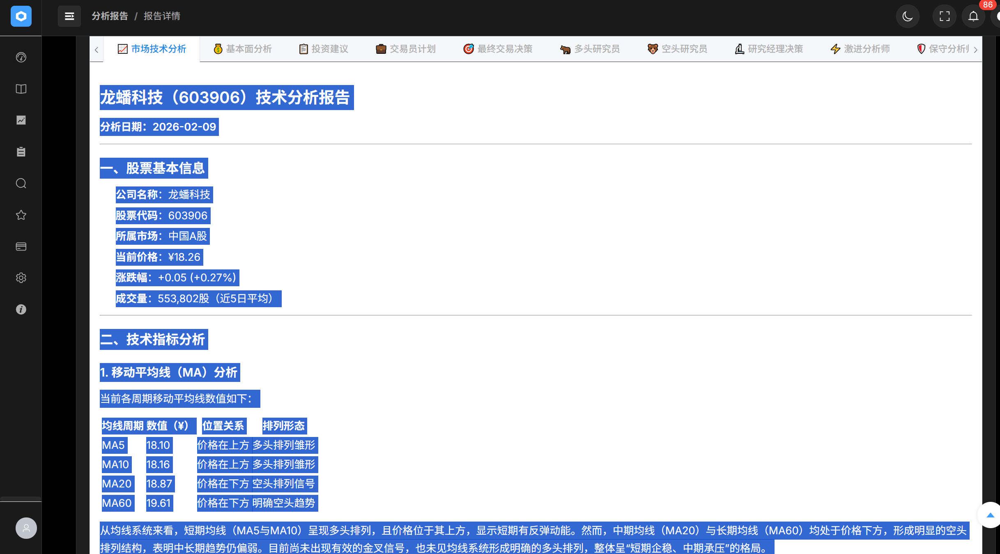 分析报告 / 报告详情
86
市场技术分析 基本面分析 投资建议 交易员计划 最终交易决策 多头研究员 空头研究员 研究经理决策 激进分析师 保守分析
龙蟠科技（603906）技术分析报告
分析日期：2026-02-09
一、股票基本信息
公司名称：龙蟠科技
股票代码：603906
所属市场：中国A股
当前价格：¥18.26
涨跌幅：+0.05 (+0.27%)
成交量：553,802股（近5日平均）
二、技术指标分析
1. 移动平均线（MA）分析
当前各周期移动平均线数值如下：
均线周期 数值（¥） 位置关系 排列形态
MA5 18.10 价格在上方 多头排列雏形
MA10 18.16 价格在上方 多头排列雏形
MA20 18.87 价格在下方 空头排列信号
MA60 19.61 价格在下方 明确空头趋势
从均线系统来看，短期均线（MA5与MA10）呈现多头排列，且价格位于其上方，显示短期有反弹动能。然而，中期均线（MA20）与长期均线（MA60）均处于价格下方，形成明显的空头
排列结构，表明中长期趋势仍偏弱。目前尚未出现有效的金叉信号，也未见均线系统形成明确的多头排列，整体呈“短期企稳、中期承压”的格局。